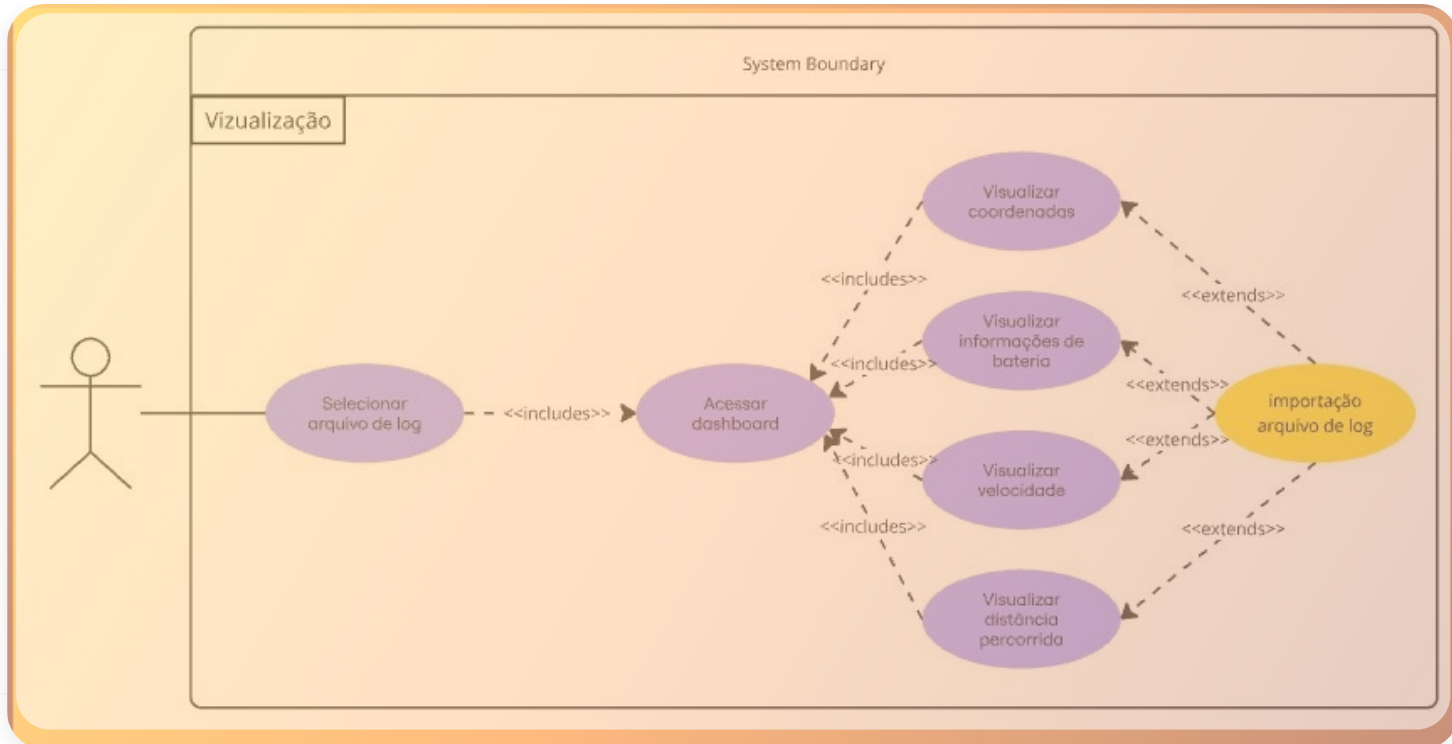 System Boundary
Vizualização
Visualizar
coordenadas
<<includes>>
<<extends>>
Visualizar
informações de
bateria
<<includes>>
<<extends>>
Selecionar
arquivo de log
<<includes>>
Acessar
dashboard
importação
arquivo de log
<<extends>>
<<includes>>
Visualizar
velocidade
<<includes>>
<<extends>>
Visualizar
distância
percorrida